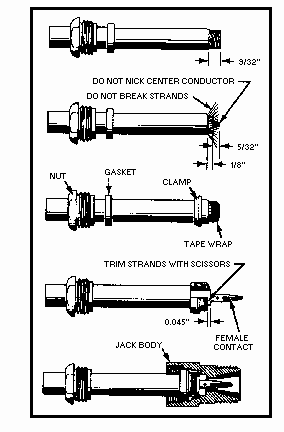 9/32"
DO NOT NICK CENTER CONDUCTOR
DO NOT BREAK STRANDS
5/32"
1/8"
NUT
GASKET
CLAMP
TAPE WRAP
TRIM STRANDS WITH SCISSORS
0.045"
FEMALE
CONTACT
JACK BODY